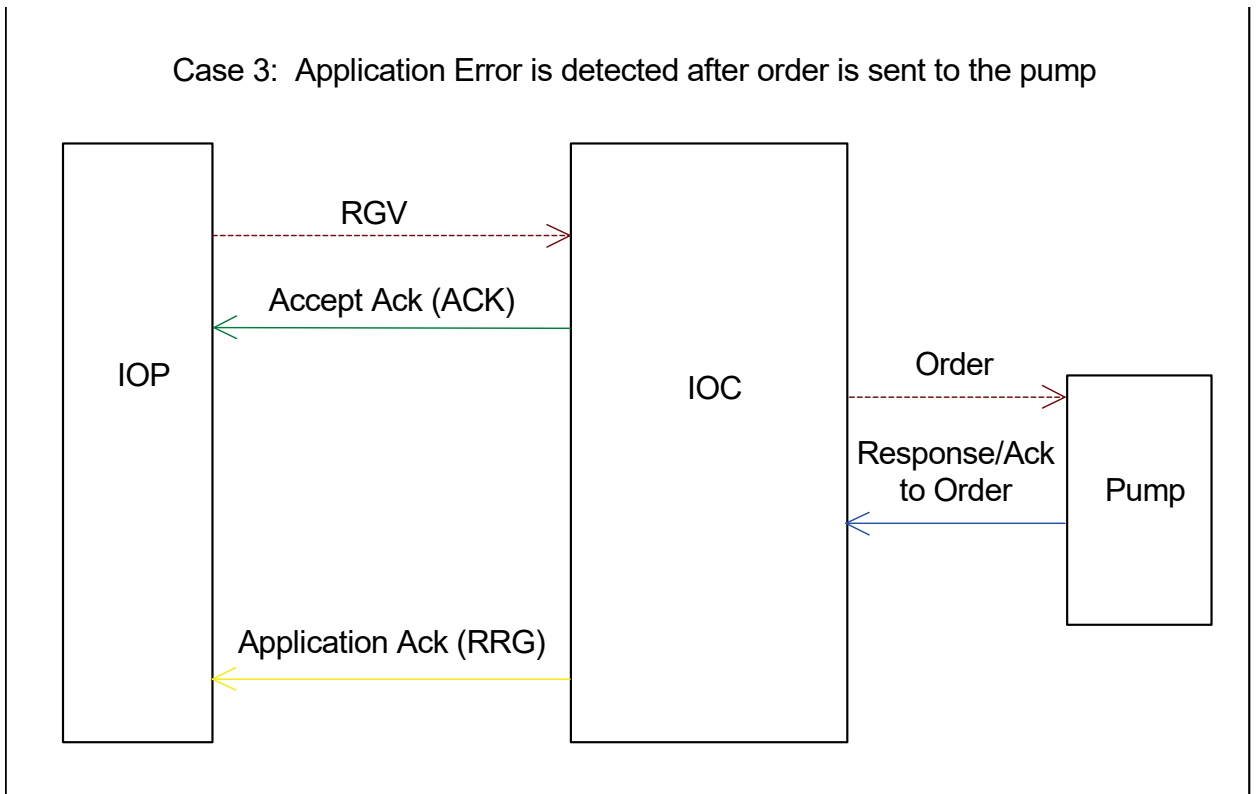 Case 3: Application Error is detected after order is sent to the pump
RGV
Accept Ack (ACK)
IOP
IOC
Order
Response/Ack
to Order
Pump
Application Ack (RRG)